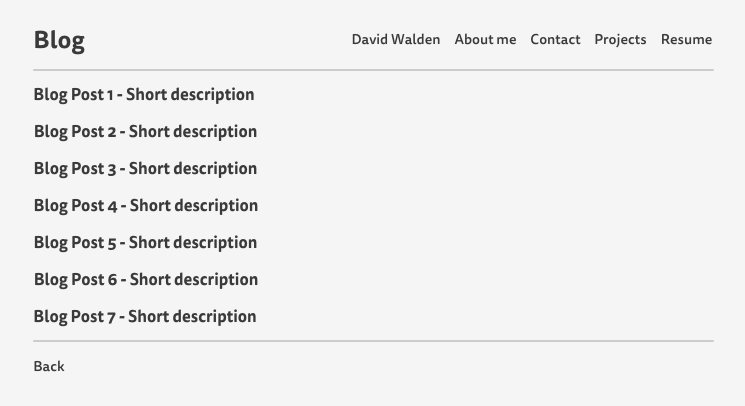 Blog
David Walden About me Contact Projects Resume
Blog Post 1 - Short description
Blog Post 2 - Short description
Blog Post 3 - Short description
Blog Post 4 - Short description
Blog Post 5 - Short description
Blog Post 6 - Short description
Blog Post 7 - Short description
Back